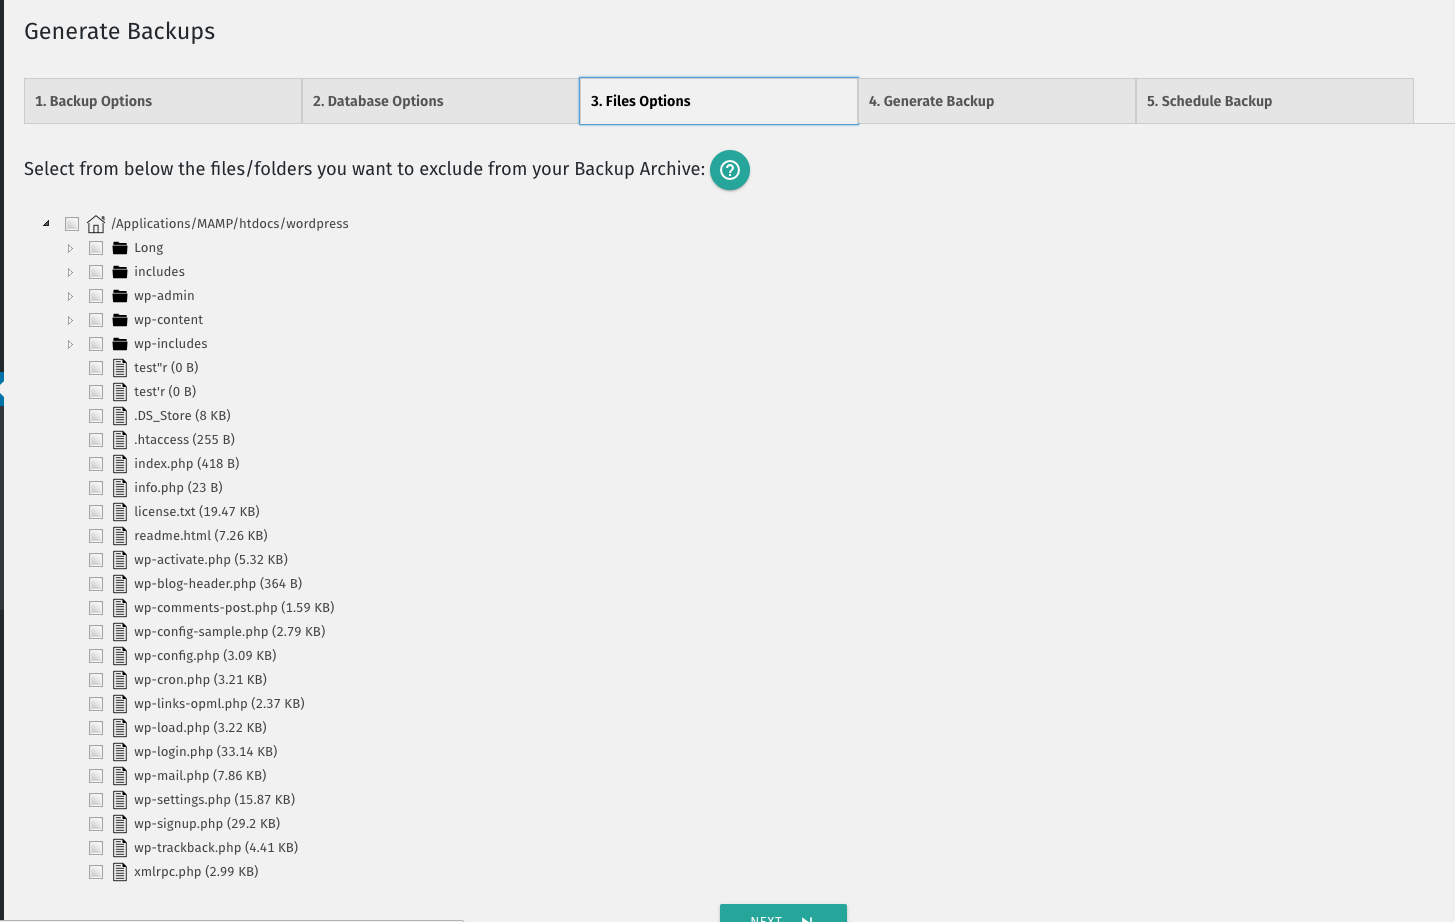 Generate Backups
1. Backup Options
2. Database Options
3. Files Options
4. Generate Backup
5. Schedule Backup
Select from below the files/folders you want to exclude from your Backup Archive:
/Applications/MAMP/htdocs/wordpress
Long
includes
wp-admin
wp-content
wp-includes
test"r (0 B)
test'r (0 B)
.DS_Store (8 KB)
.htaccess (255 B)
index.php (418 B)
info.php (23 B)
license.txt (19.47 KB)
readme.html (7.26 KB)
wp-activate.php (5.32 KB)
wp-blog-header.php (364 B)
wp-comments-post.php (1.59 KB)
wp-config-sample.php (2.79 KB)
wp-config.php (3.09 KB)
wp-cron.php (3.21 KB)
wp-links-opml.php (2.37 KB)
wp-load.php (3.22 KB)
wp-login.php (33.14 KB)
wp-mail.php (7.86 KB)
wp-settings.php (15.87 KB)
wp-signup.php (29.2 KB)
wp-trackback.php (4.41 KB)
xmlrpc.php (2.99 KB)
NEXT